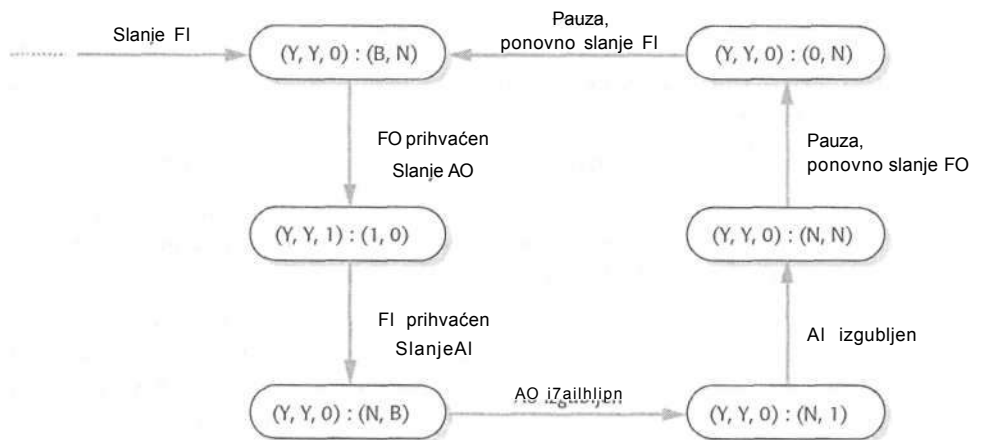 Slanje FI
(Y, Y, 0) : (B, N)
Pauza,
ponovno slanje FI
(Y, Y, 0) : (0, N)
FO prihvaćen
Slanje AO
Pauza,
ponovno slanje FO
(Y, Y, 1) : (1, 0)
(Y, Y, 0) : (N, N)
FI prihvaćen
SlanjeAI
AI izgubljen
(Y, Y, 0) : (N, B)
AO
(Y, Y, 0) : (N, 1)